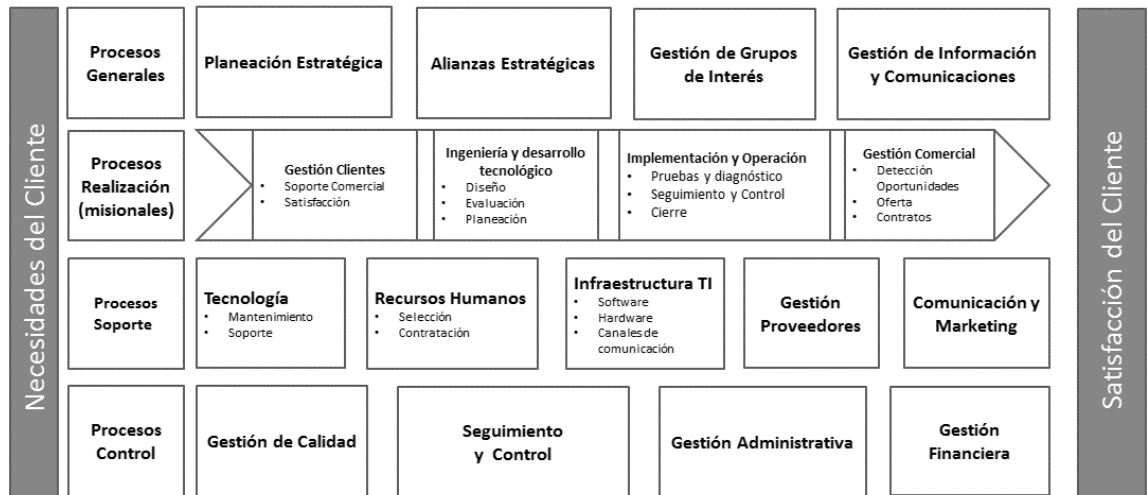 Necesidades del Cliente
Procesos
Generales
Planeación Estratégica
Alianzas Estratégicas
Gestión de Grupos
de Interés
Gestión de Información
y Comunicaciones
Procesos
Realización
(misionales)
Gestión Clientes
• Soporte Comercial
• Satisfacción
Ingeniería y desarrollo
tecnológico
• Diseño
• Evaluación
• Planeación
Implementación y Operación
• Pruebas y diagnóstico
• Seguimiento y Control
• Cierre
Gestión Comercial
• Detección
Oportunidades
• Oferta
• Contratos
Procesos
Soporte
Tecnología
• Mantenimiento
• Soporte
Recursos Humanos
• Selección
• Contratación
Infraestructura TI
• Software
• Hardware
• Canales de
comunicación
Gestión
Proveedores
Comunicación y
Marketing
Procesos
Control
Gestión de Calidad
Seguimiento
y Control
Gestión Administrativa
Gestión
Financiera
Satisfacción del Cliente